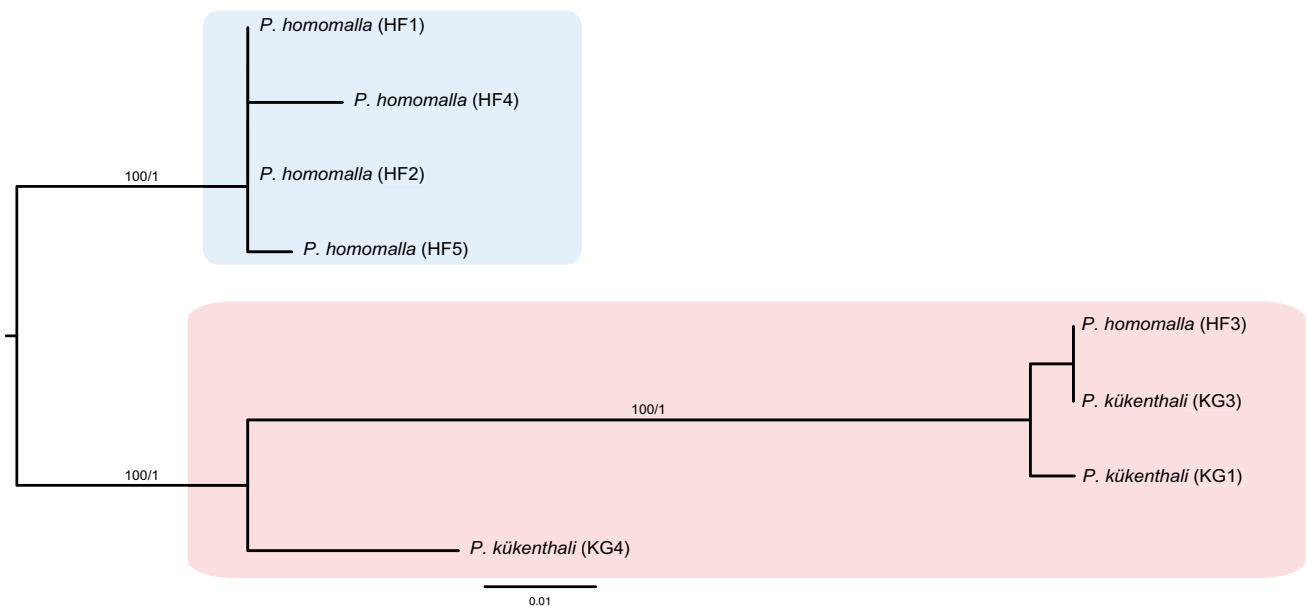 P. homomalla (HF1)
P. homomalla (HF4)
P. homomalla (HF2)
100/1
P. homomalla (HF5)
P. homomalla (HF3)
P. kükenthali (KG3)
100/1
100/1
P. kükenthali (KG1)
P. kükenthali (KG4)
0.01